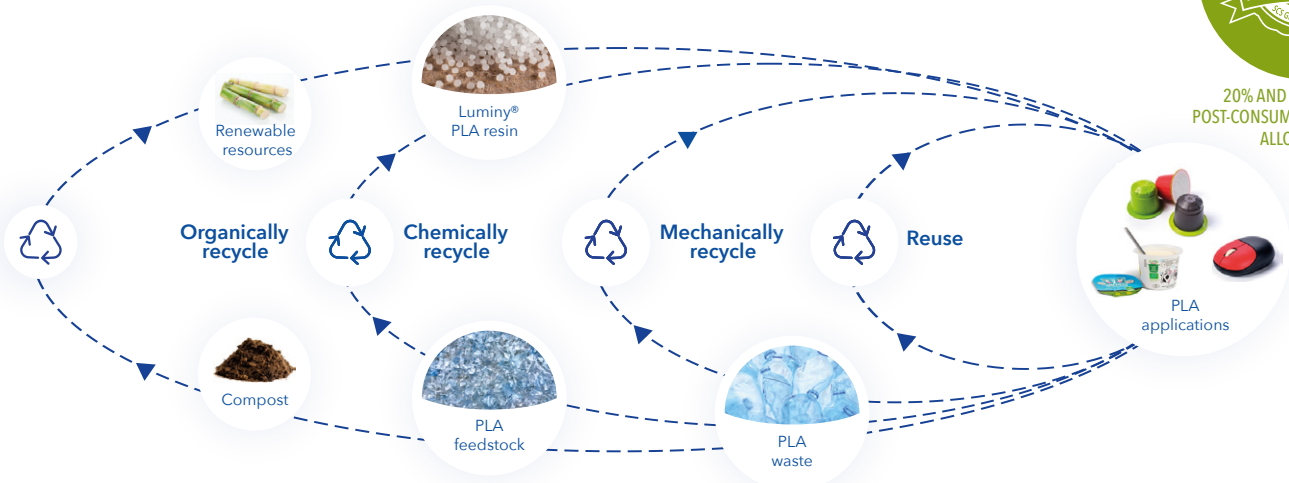 20% AND
POST-CONSUM
ALLO
Luminy®
PLA resin
Renewable
resources
Organically
recycle
Chemically
recycle
Mechanically
recycle
Reuse
PLA
applications
Compost
PLA
feedstock
PLA
waste